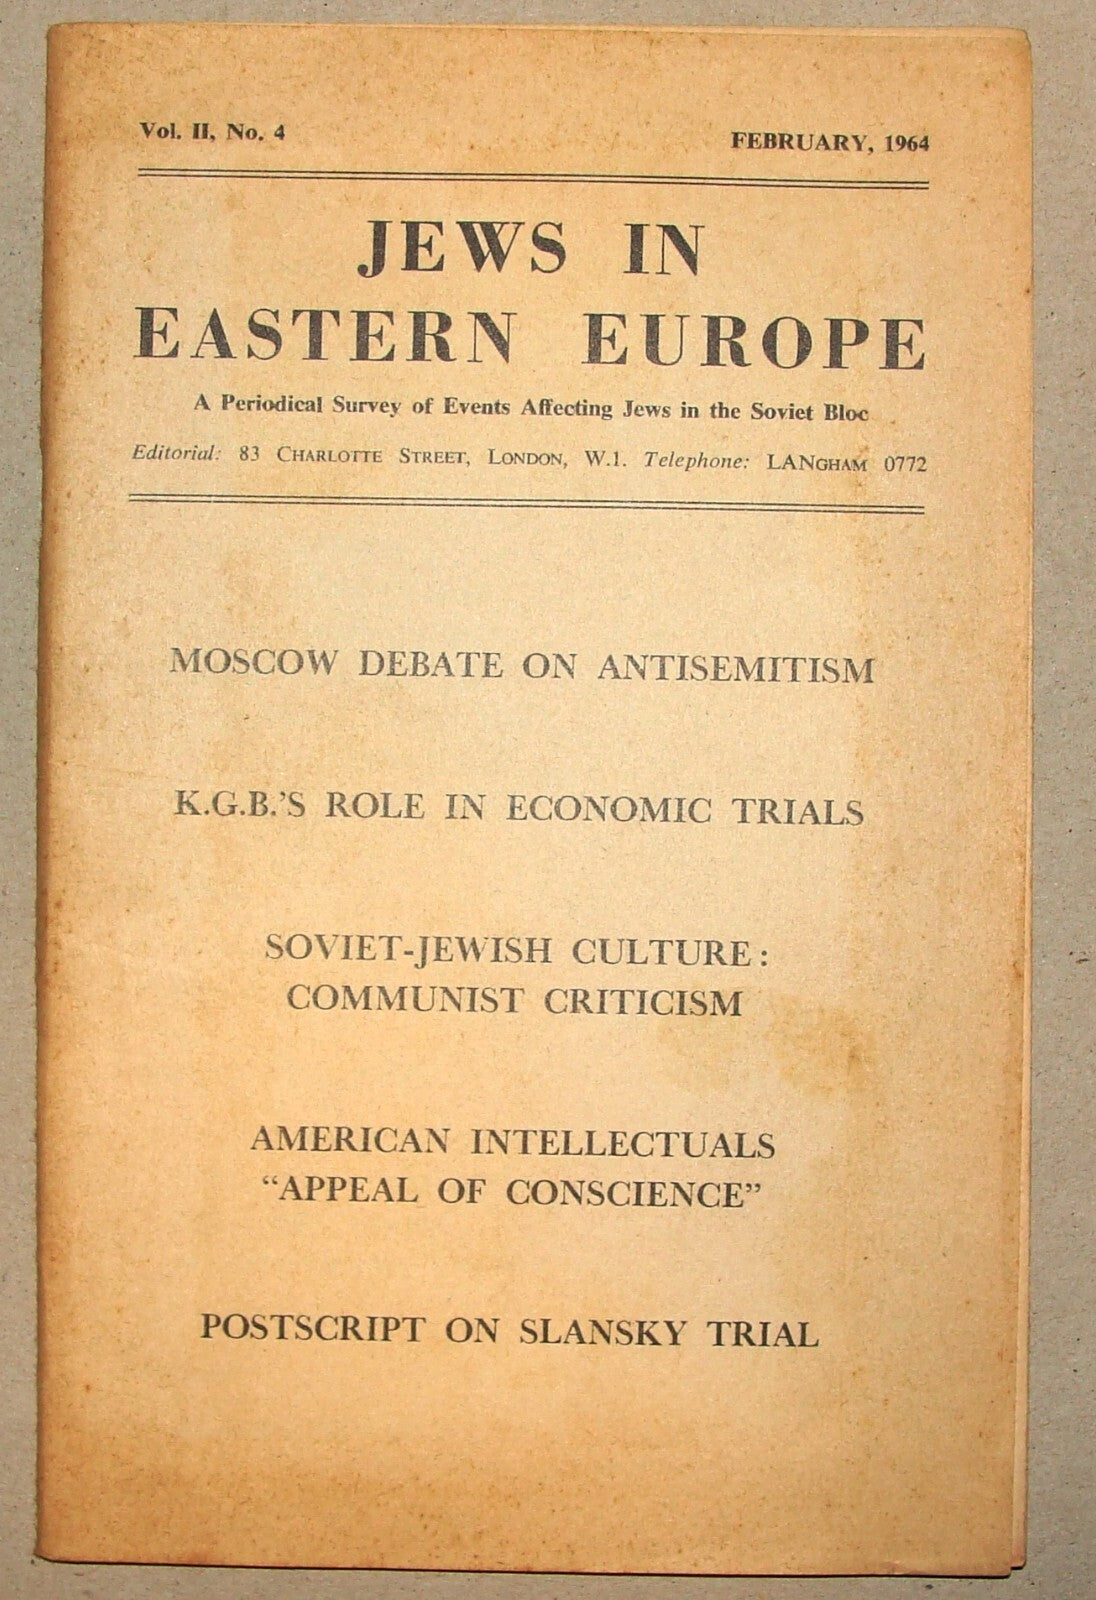 Vol. II, No. 4
FEBRUARY, 1964
JEWS IN
EASTERN EUROPE
A Periodical Survey of Events Affecting Jews in the Soviet Bloc
Editorial: 83 CHARLOTTE STREET, LONDON, W.1. Telephone: LANGHAM 0772
MOSCOW DEBATE ON ANTISEMITISM
K.G.B.'S ROLE IN ECONOMIC TRIALS
SOVIET-JEWISH CULTURE:
COMMUNIST CRITICISM
AMERICAN INTELLECTUALS
“APPEAL OF CONSCIENCE”
POSTSCRIPT ON SLANSKY TRIAL